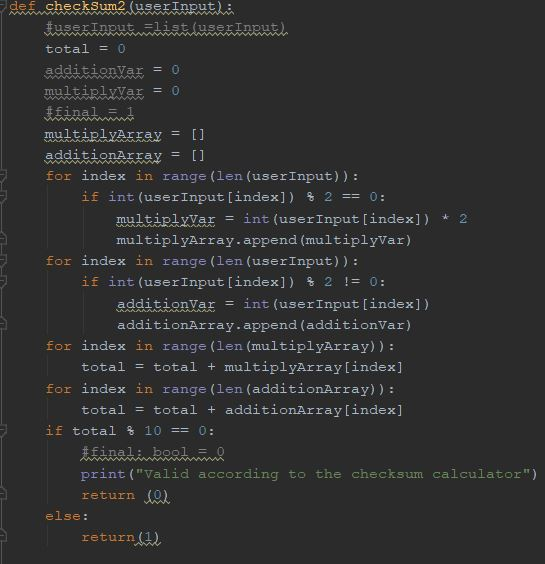 def checkSum2(userInput):
    #userInput =list(userInput)
    total = 0
    additionVar = 0
    multiplyVar = 0
    #final = 1
    multiplyArray = []
    additionArray = []
    for index in range(len(userInput)):
        if int(userInput[index]) % 2 == 0:
            multiplyVar = int(userInput[index]) * 2
            multiplyArray.append(multiplyVar)
    for index in range(len(userInput)):
        if int(userInput[index]) % 2 != 0:
            additionVar = int(userInput[index])
            additionArray.append(additionVar)
    for index in range(len(multiplyArray)):
        total = total + multiplyArray[index]
    for index in range(len(additionArray)):
        total = total + additionArray[index]
    if total % 10 == 0:
        #final: bool = 0
        print("Valid according to the checksum calculator")
        return (0)
    else:
        return(1)